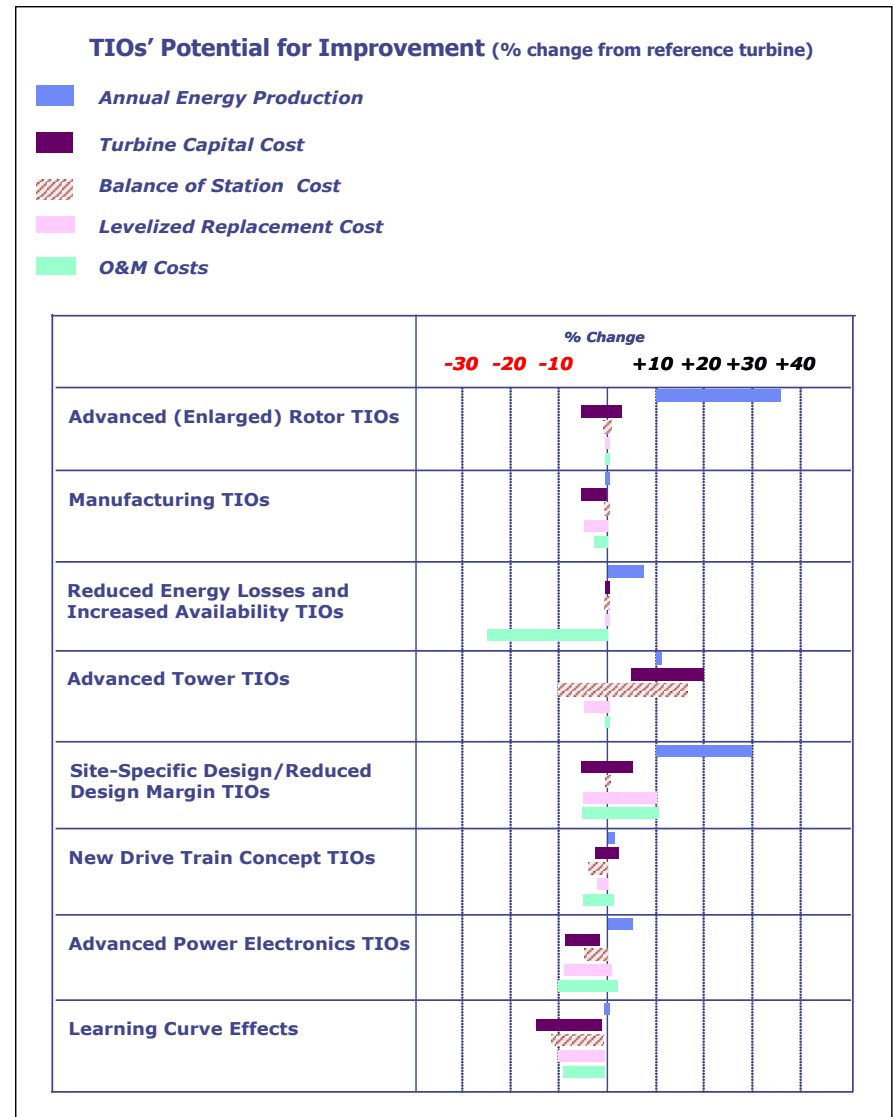 TIOs’ Potential for Improvement (% change from reference turbine)
Annual Energy Production
Turbine Capital Cost
Balance of Station Cost
Levelized Replacement Cost
O&M Costs
% Change
-30 -20 -10 +10 +20 +30 +40
Advanced (Enlarged) Rotor TIOs
Manufacturing TIOs
Reduced Energy Losses and
Increased Availability TIOs
Advanced Tower TIOs
Site-Specific Design/Reduced
Design Margin TIOs
New Drive Train Concept TIOs
Advanced Power Electronics TIOs
Learning Curve Effects